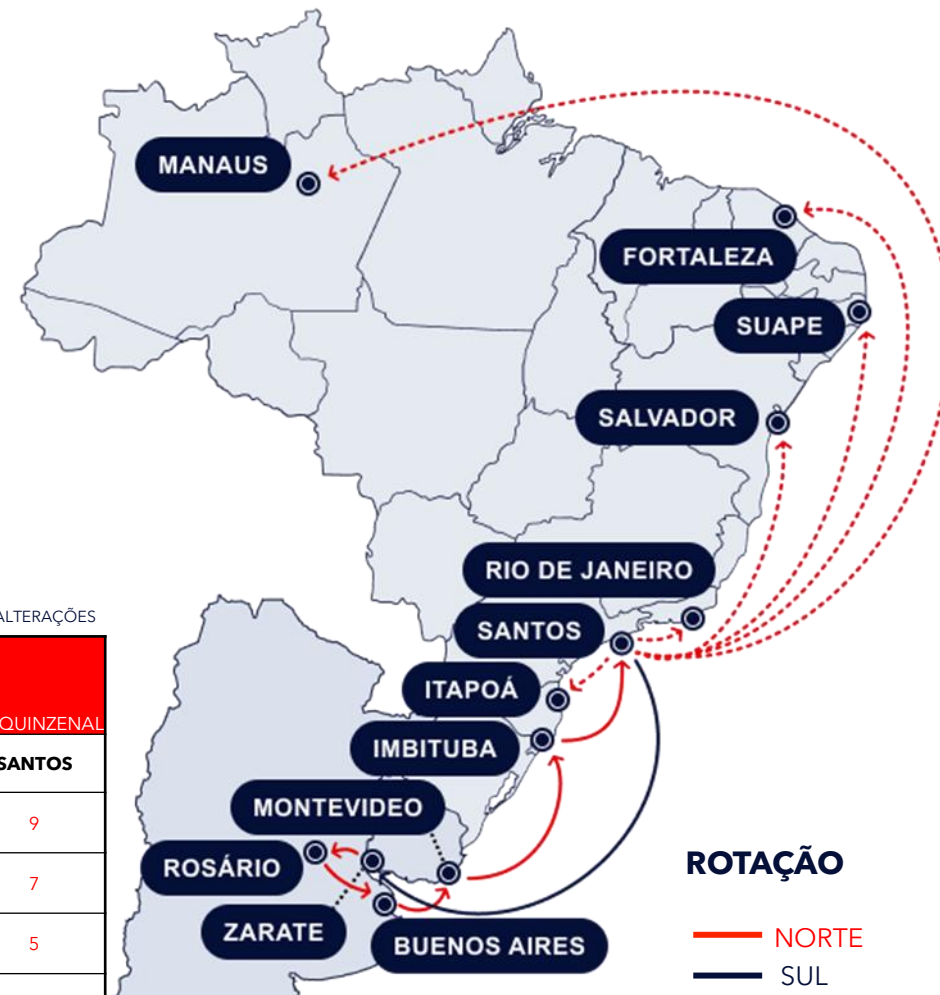 MANAUS
FORTALEZA
SUAPE
SALVADOR
RIO DE JANEIRO
SANTOS
ITAPOÁ
IMBITUBA
MONTEVIDEO
ROSÁRIO
ZARATE
BUENOS AIRES
ALTERAÇÕES
QUINZENAL
SANTOS
9
7
5
ROTAÇÃO
NORTE
SUL